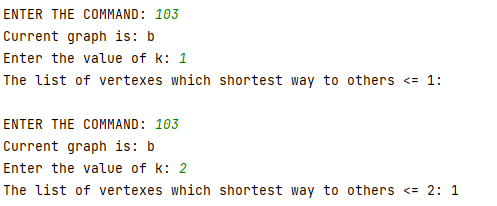 ENTER THE COMMAND: 103
Current graph is: b
Enter the value of k: 1
The list of vertexes which shortest way to others <= 1:
ENTER THE COMMAND: 103
Current graph is: b
Enter the value of k: 2
The list of vertexes which shortest way to others <= 2: 1